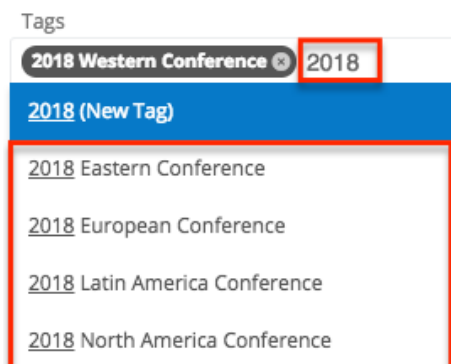 Tags
2018 Western Conference 2018
2018 (New Tag)
2018 Eastern Conference
2018 European Conference
2018 Latin America Conference
2018 North America Conference